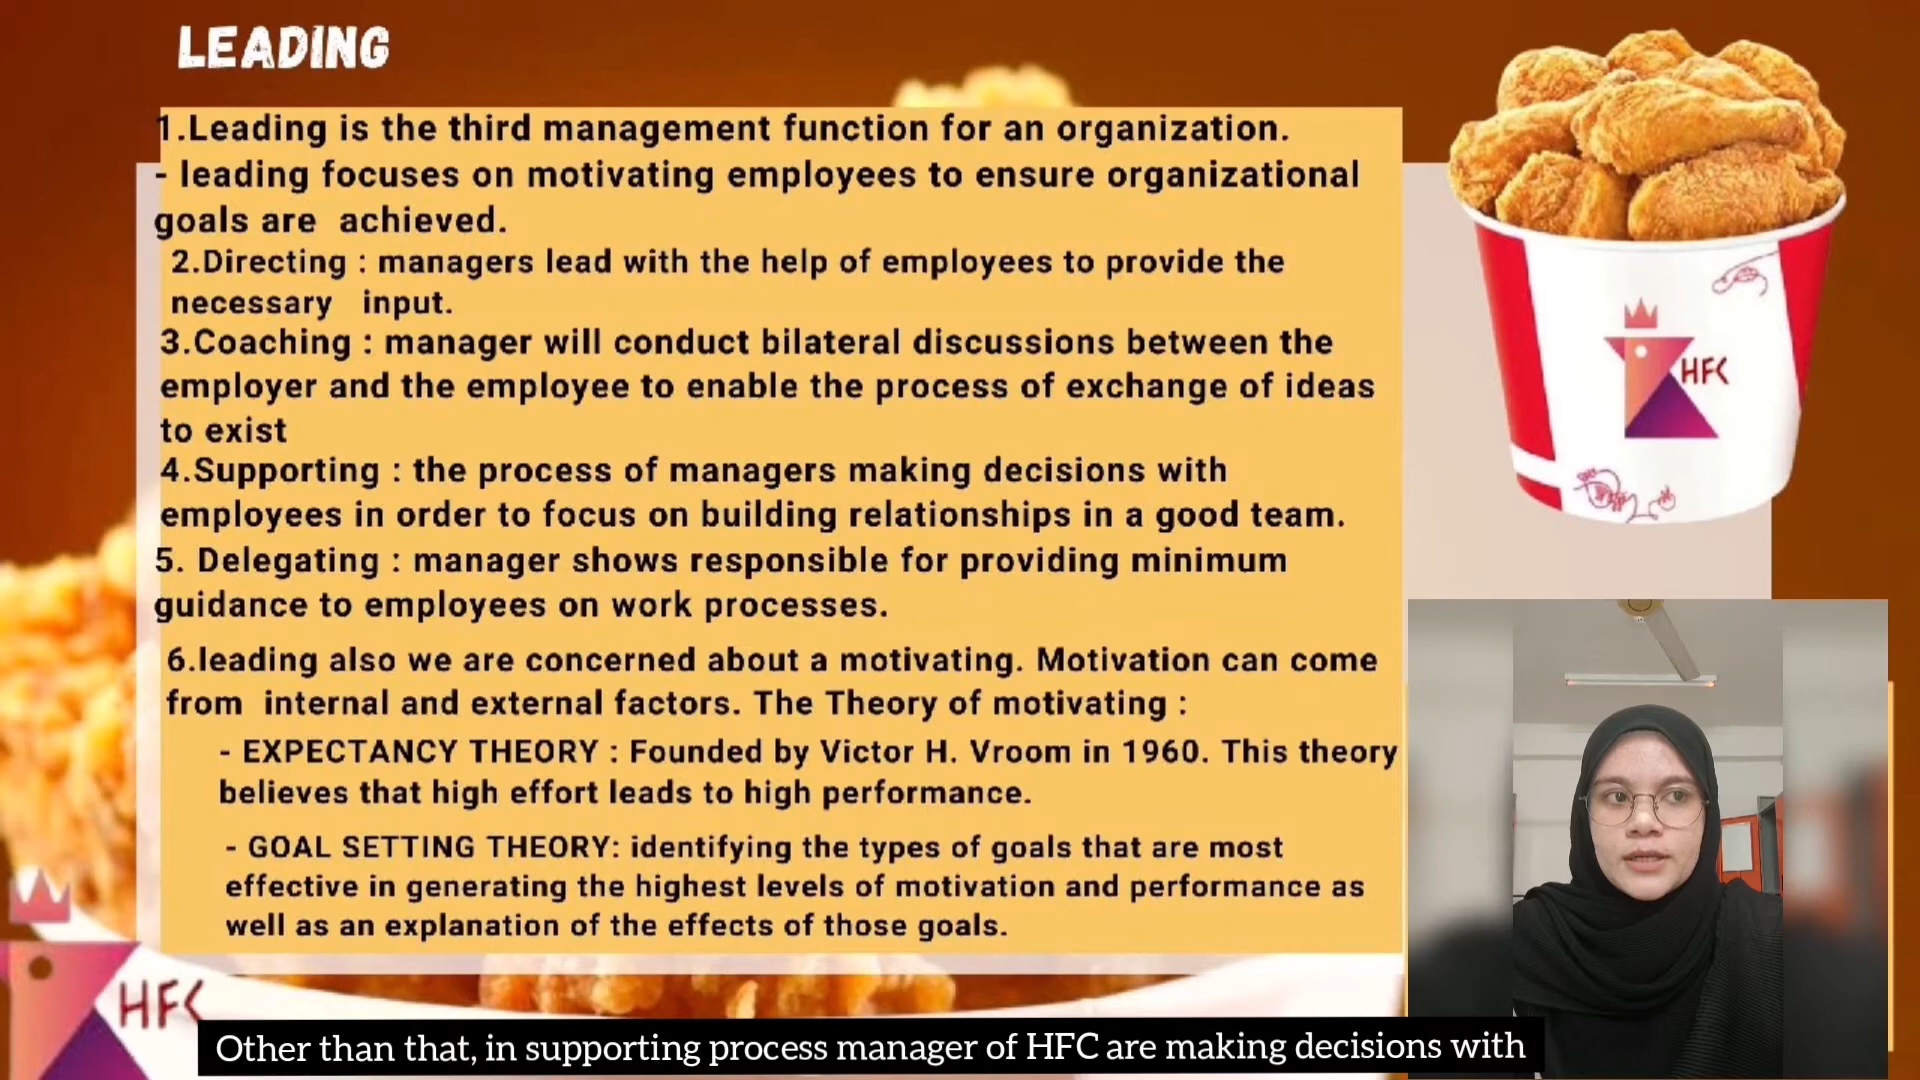 LEADING
1.Leading is the third management function for an organization.
- leading focuses on motivating employees to ensure organizational
goals are achieved.
2.Directing : managers lead with the help of employees to provide the
necessary input.
3.Coaching : manager will conduct bilateral discussions between the
employer and the employee to enable the process of exchange of ideas
to exist
4.Supporting : the process of managers making decisions with
employees in order to focus on building relationships in a good team.
5. Delegating : manager shows responsible for providing minimum
guidance to employees on work processes.
6.leading also we are concerned about a motivating. Motivation can come
from internal and external factors. The Theory of motivating :
- EXPECTANCY THEORY : Founded by Victor H. Vroom in 1960. This theory
believes that high effort leads to high performance.
- GOAL SETTING THEORY: identifying the types of goals that are most
effective in generating the highest levels of motivation and performance as
well as an explanation of the effects of those goals.
HFC
HFC
Other than that, in supporting process manager of HFC are making decisions with